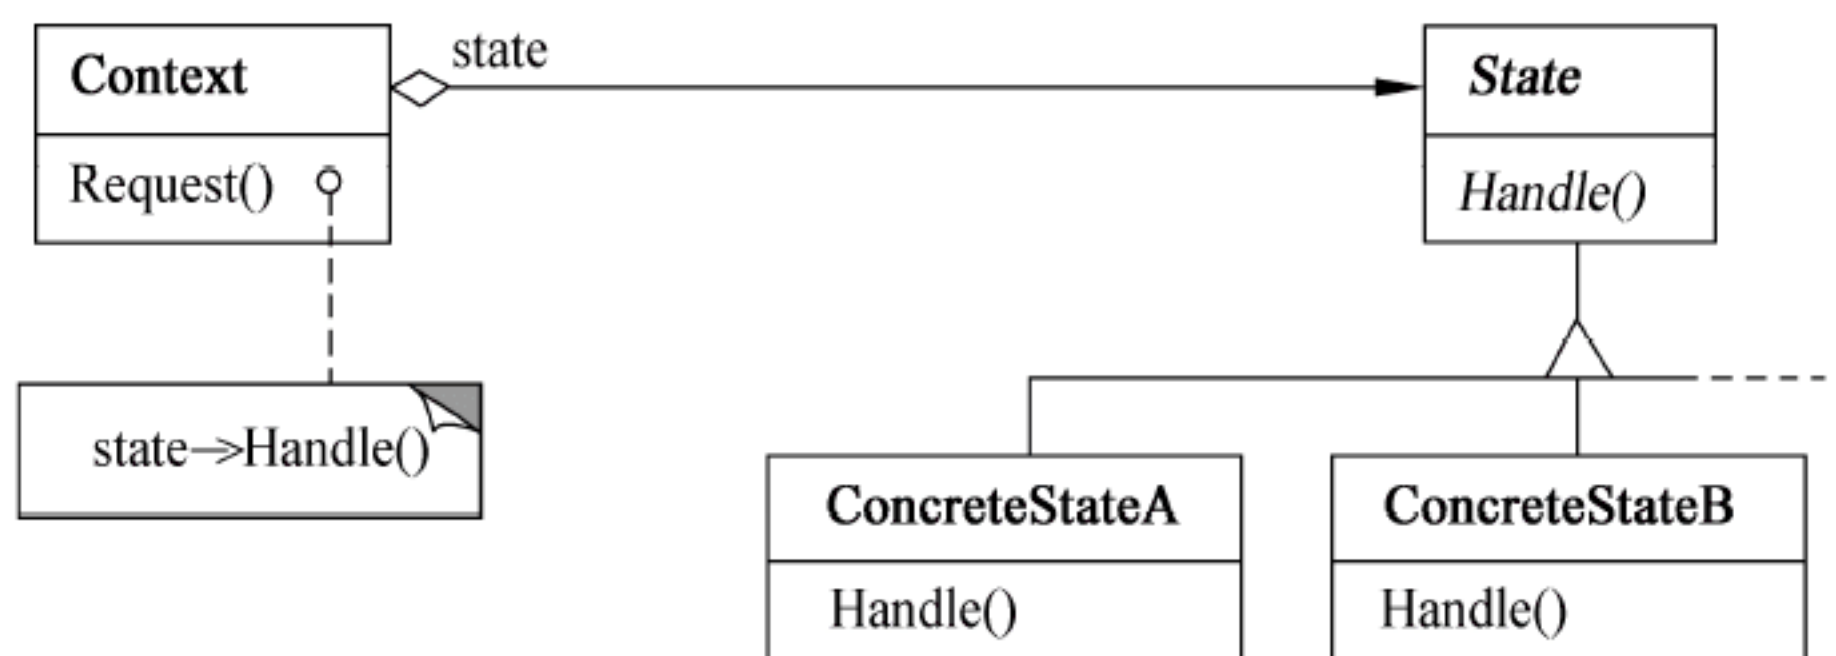 Context
state
State
Request()
Handle()
state->Handle()
ConcreteStateA
ConcreteStateB
Handle()
Handle()